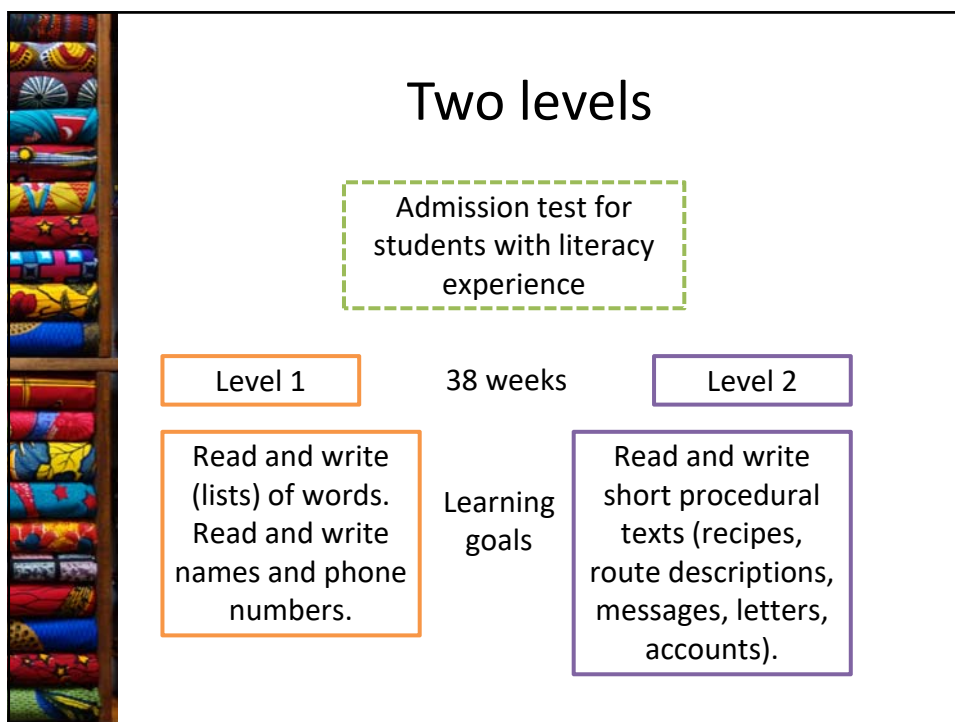 Two levels
Admission test for
students with literacy
experience
Level 1
38 weeks
Level 2
Read and write
(lists) of words.
Read and write
names and phone
numbers.
Learning
goals
Read and write
short procedural
texts (recipes,
route descriptions,
messages, letters,
accounts).